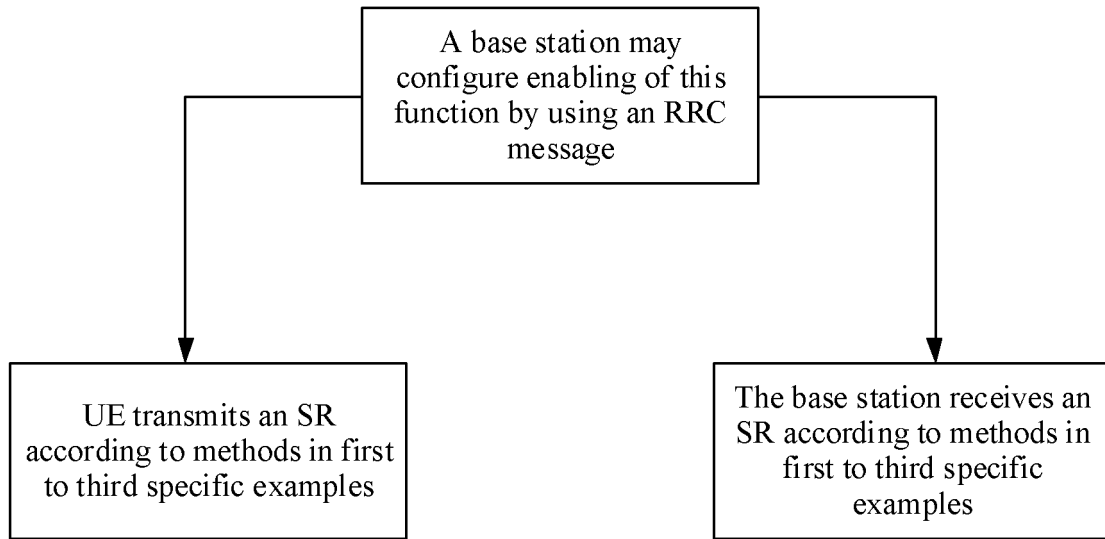 A base station may
configure enabling of this
function by using an RRC
message
UE transmits an SR
according to methods in first
to third specific examples
The base station receives an
SR according to methods in
first to third specific
examples